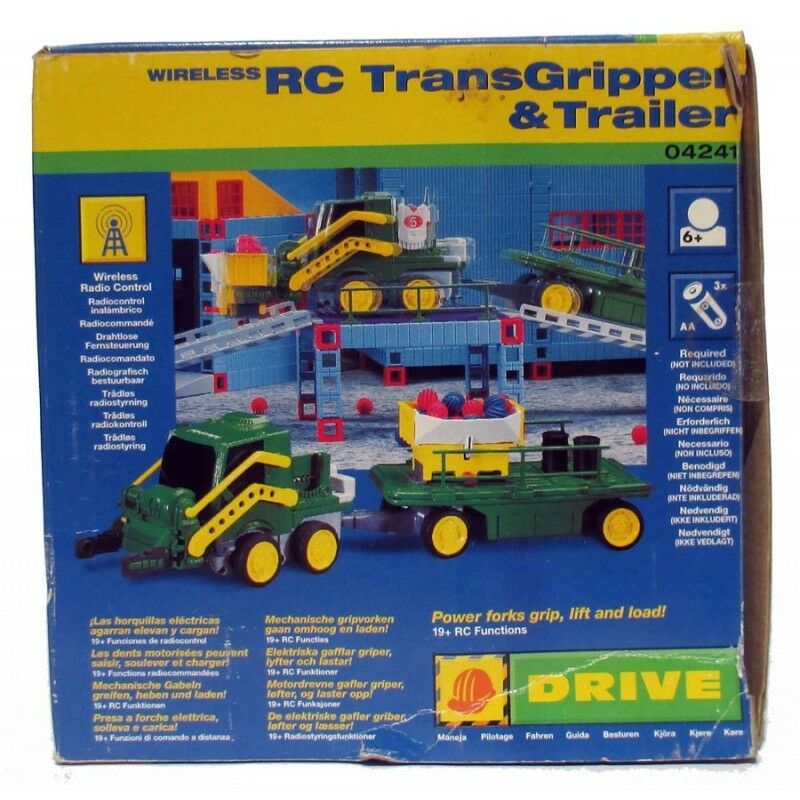 WIRELESS RC TransGripper
& Trailer
04241
Wireless
Radio Control
Radiocontrol
inalámbrico
Radiocommandé
Drahtlose
Fernsteuerung
Radiocomandato
Radiografisch
bestuurbaar
Trådløs
radiostyrning
Trådløs
radiokontroll
Trådløs
radiostyring
5
6+
3x
AA
Required
(NOT INCLUDED)
Requerido
(NO INCLUIDO)
Nécessaire
(NON COMPRIS)
Erforderlich
(NICHT INBEGRIFFEN)
Necessario
(NON INCLUSO)
Benodigd
(NIET INBEGREPEN)
Nödvändig
(INTE INKLUDERAD)
Nødvendig
(IKKE INKLUDERT)
Nødvendigt
(IKKE VEDLAGT)
¡Las horquillas eléctricas
agarran elevan y cargan!
19+ Funciones de radiocontrol
Les dents motorisées peuvent
saisir, soulever et charger!
19+ Fonctions radiocommandées
Mechanische Gabeln
greifen, heben und laden!
19+ RC Funktionen
Presa a forche elettrica,
solleva e carica!
19+ Funzioni di comando a distanza
Mechanische gripvorken
gaan omhoog en laden!
19+ RC Functies
Elektriska gafflar griper,
lyfter och lastar!
19+ RC Funktioner
Motordrevne gafler griper,
løfter, og laster opp!
19+ RC Funksjoner
De elektriske gafler griber,
løfter og læsser!
19+ Radiostyringsfunktioner
Power forks grip, lift and load!
19+ RC Functions
DRIVE
Maneja Pilotage Fahren Guida Besturen Kjöra Kjøre Køre